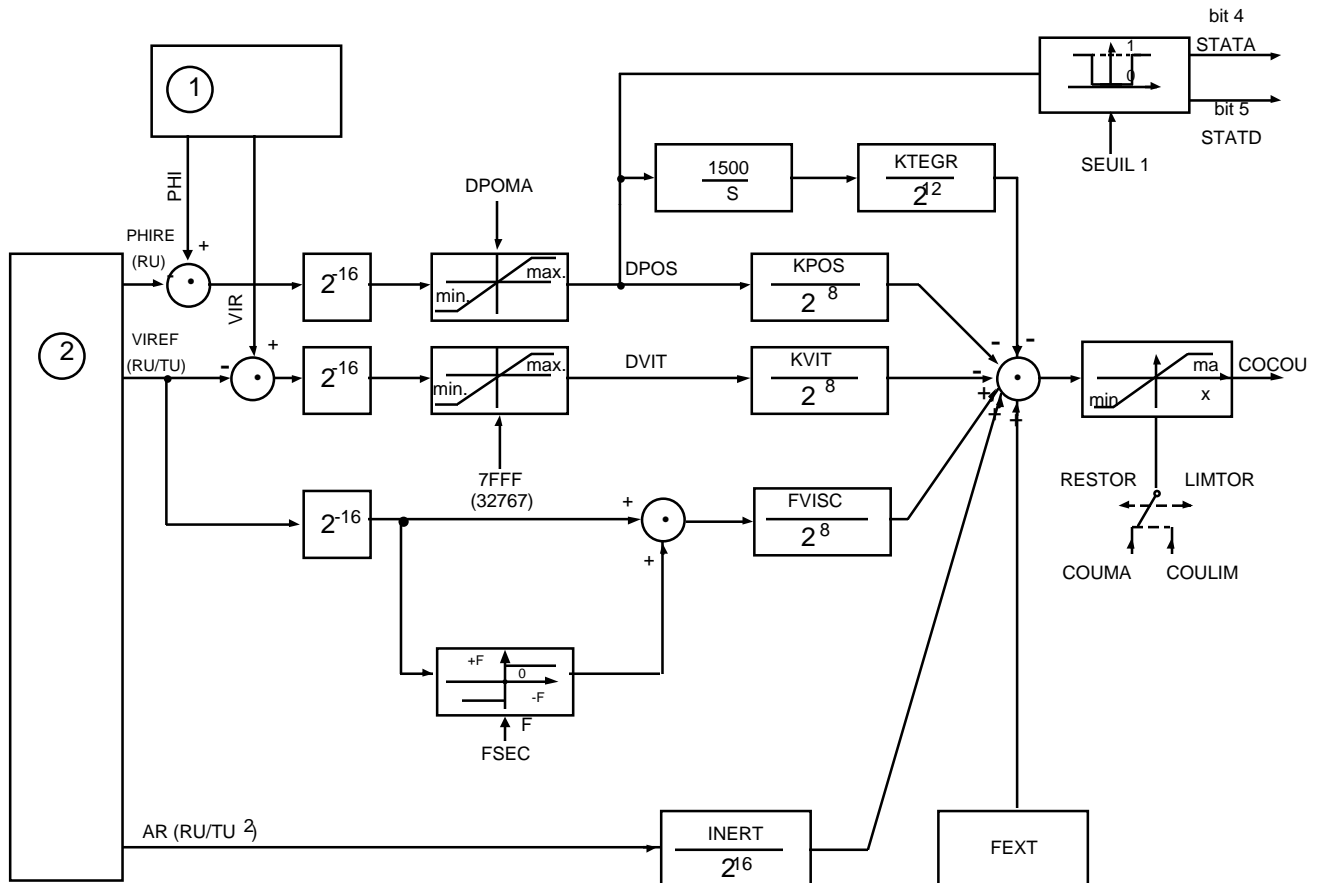 bit 4
STATA
1
0
bit 5
STATD
SEUIL 1
1
1500
S
KTEGR
2^12
PHI
DPOMA
PHIRE
(RU)
+
-
2^-16
min.
max.
DPOS
KPOS
2^8
VIR
2
VIREF
(RU/TU)
-
+
2^-16
min.
max.
DVIT
KVIT
2^8
-
-
-
+
+
+
min
ma
x
COCOU
7FFF
(32767)
RESTOR
LIMTOR
COUMA
COULIM
2^-16
+
+
FVISC
2^8
+F
0
-F
F
FSEC
AR (RU/TU^2)
INERT
2^16
FEXT